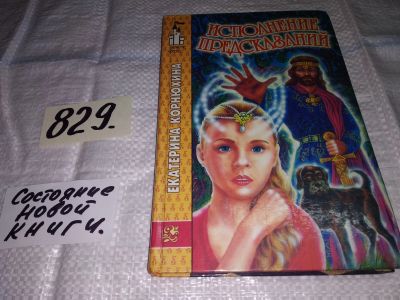 ИСПОЛНЕНИЕ
ПРЕДСКАЗАНИЙ
ЕКАТЕРИНА КОРНЮХИНА
829.
Состояние
новой
книги.